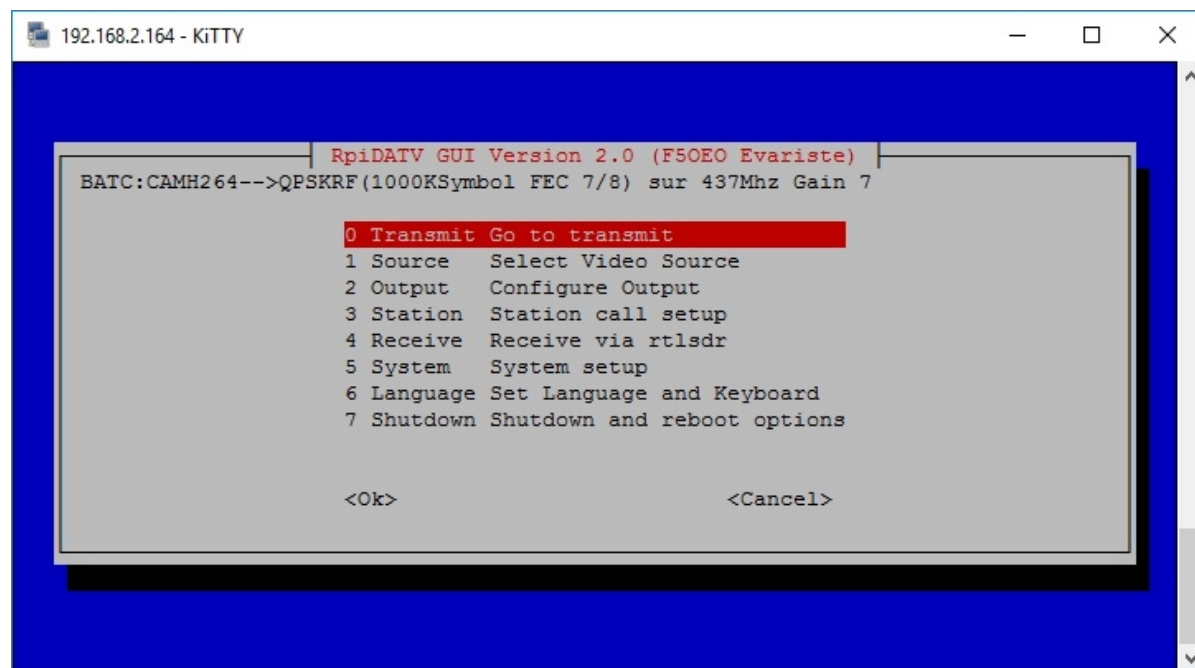 192.168.2.164 - KiTTY
RpiDATV GUI Version 2.0 (F5OEO Evariste)
BATC:CAMH264-->QPSKRF(1000KSymbol FEC 7/8) sur 437Mhz Gain 7
0 Transmit Go to transmit
1 Source Select Video Source
2 Output Configure Output
3 Station Station call setup
4 Receive Receive via rtlsdr
5 System System setup
6 Language Set Language and Keyboard
7 Shutdown Shutdown and reboot options
<Ok> <Cancel>